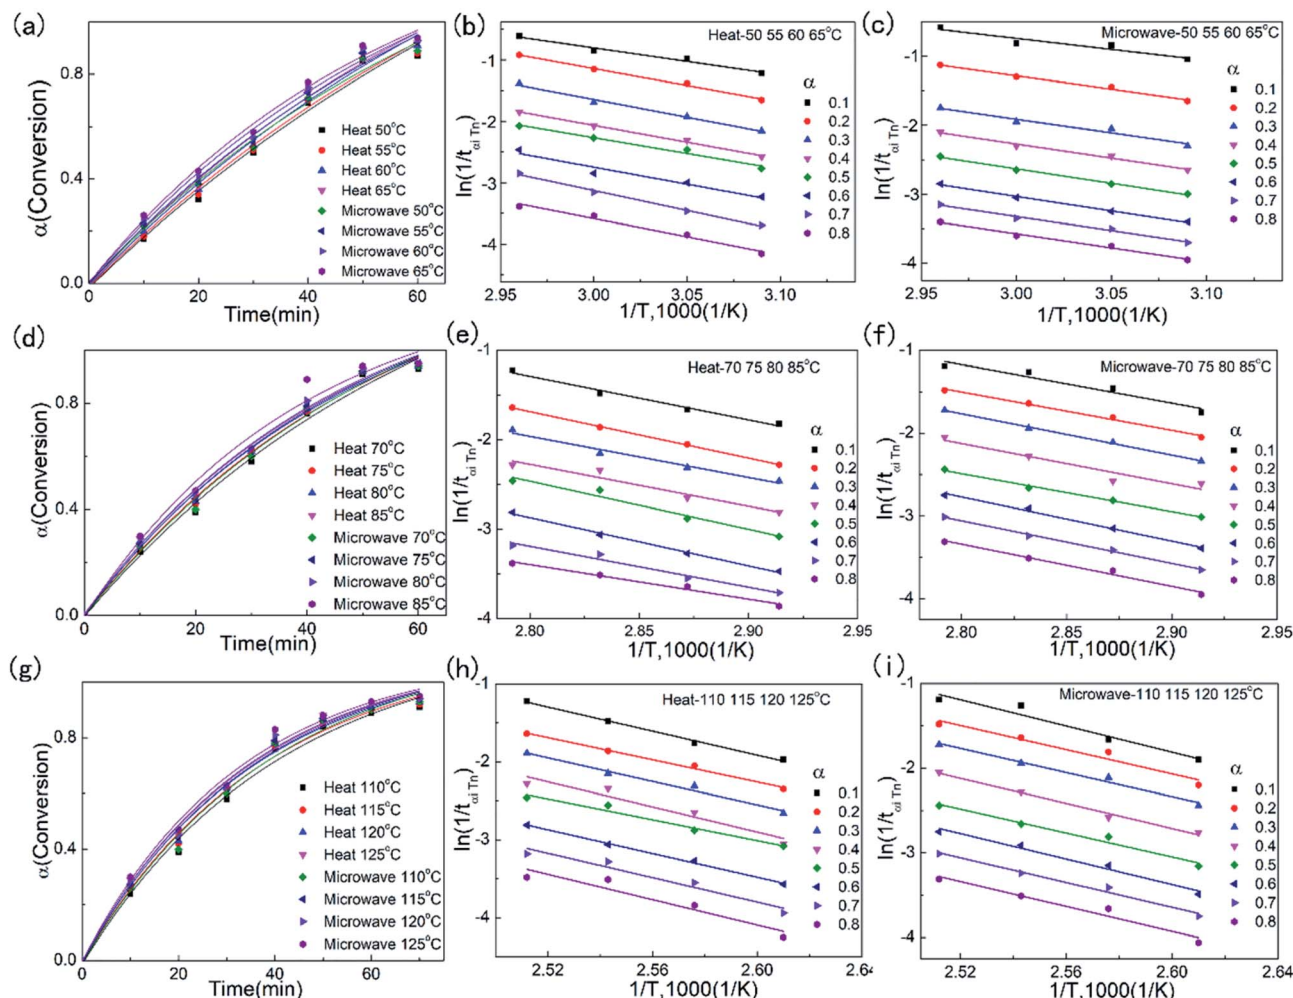 (a)
α(Conversion)
0.8
0.4
0.0
0
20
40
60
Time(min)
Heat 50°C
Heat 55°C
Heat 60°C
Heat 65°C
Microwave 50°C
Microwave 55°C
Microwave 60°C
Microwave 65°C
(b)
Heat-50 55 60 65°C
ln(1/tαi Tn)
-1
-2
-3
-4
2.95
3.00
3.05
3.10
1/T,1000(1/K)
α
0.1
0.2
0.3
0.4
0.5
0.6
0.7
0.8
(c)
Microwave-50 55 60 65°C
ln(1/tαi Tn)
-1
-2
-3
-4
2.95
3.00
3.05
3.10
1/T,1000(1/K)
α
0.1
0.2
0.3
0.4
0.5
0.6
0.7
0.8
(d)
α(Conversion)
0.8
0.4
0.0
0
20
40
60
Time(min)
Heat 70°C
Heat 75°C
Heat 80°C
Heat 85°C
Microwave 70°C
Microwave 75°C
Microwave 80°C
Microwave 85°C
(e)
Heat-70 75 80 85°C
ln(1/tαi Tn)
-1
-2
-3
-4
2.80
2.85
2.90
2.95
1/T,1000(1/K)
α
0.1
0.2
0.3
0.4
0.5
0.6
0.7
0.8
(f)
Microwave-70 75 80 85°C
ln(1/tαi Tn)
-1
-2
-3
-4
2.80
2.85
2.90
2.95
1/T,1000(1/K)
α
0.1
0.2
0.3
0.4
0.5
0.6
0.7
0.8
(g)
α(Conversion)
0.8
0.4
0.0
0
20
40
60
Time(min)
Heat 110°C
Heat 115°C
Heat 120°C
Heat 125°C
Microwave 110°C
Microwave 115°C
Microwave 120°C
Microwave 125°C
(h)
Heat-110 115 120 125°C
ln(1/tαi Tn)
-1
-2
-3
-4
2.52
2.56
2.60
2.64
1/T,1000(1/K)
α
0.1
0.2
0.3
0.4
0.5
0.6
0.7
0.8
(i)
Microwave-110 115 120 125°C
ln(1/tαi Tn)
-1
-2
-3
-4
2.52
2.56
2.60
2.64
1/T,1000(1/K)
α
0.1
0.2
0.3
0.4
0.5
0.6
0.7
0.8